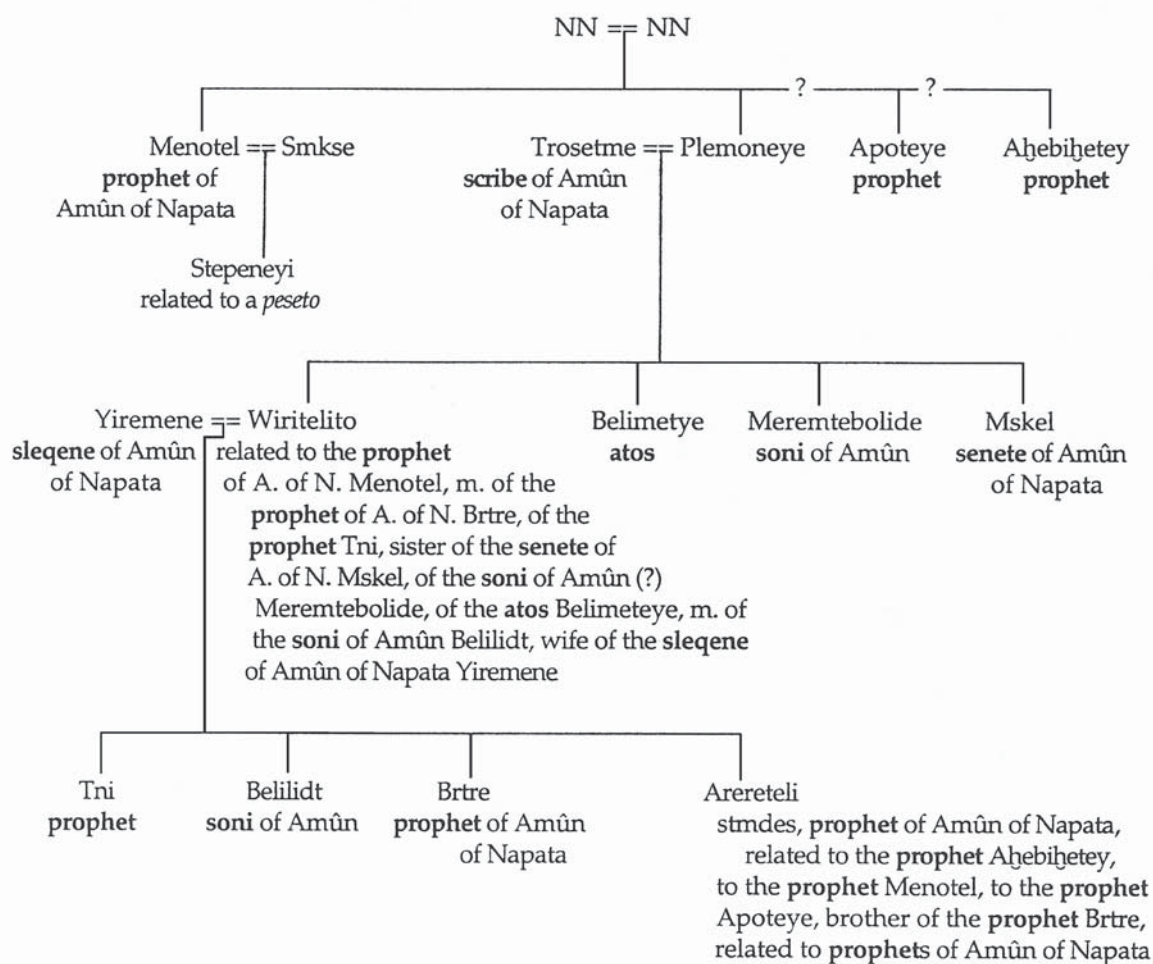 NN == NN
? ?
Menotel == Smkse
prophet of
Amûn of Napata
Trosetme == Plemoneye
scribe of Amûn
of Napata
Apoteye
prophet
Aḫebiḫetey
prophet
Stepeneyi
related to a peseto
Yiremene == Wiritelito
sleqene of Amûn
of Napata
related to the prophet
of A. of N. Menotel, m. of the
prophet of A. of N. Brtre, of the
prophet Tni, sister of the senete of
A. of N. Mskel, of the soni of Amûn (?)
Meremtebolide, of the atos Belimeteye, m. of
the soni of Amûn Belilidt, wife of the sleqene
of Amûn of Napata Yiremene
Belimetye
atos
Meremtebolide
soni of Amûn
Mskel
senete of Amûn
of Napata
Tni
prophet
Belilidt
soni of Amûn
Brtre
prophet of Amûn
of Napata
Arereteli
stmdes, prophet of Amûn of Napata,
related to the prophet Aḫebiḫetey,
to the prophet Menotel, to the prophet
Apoteye, brother of the prophet Brtre,
related to prophets of Amûn of Napata